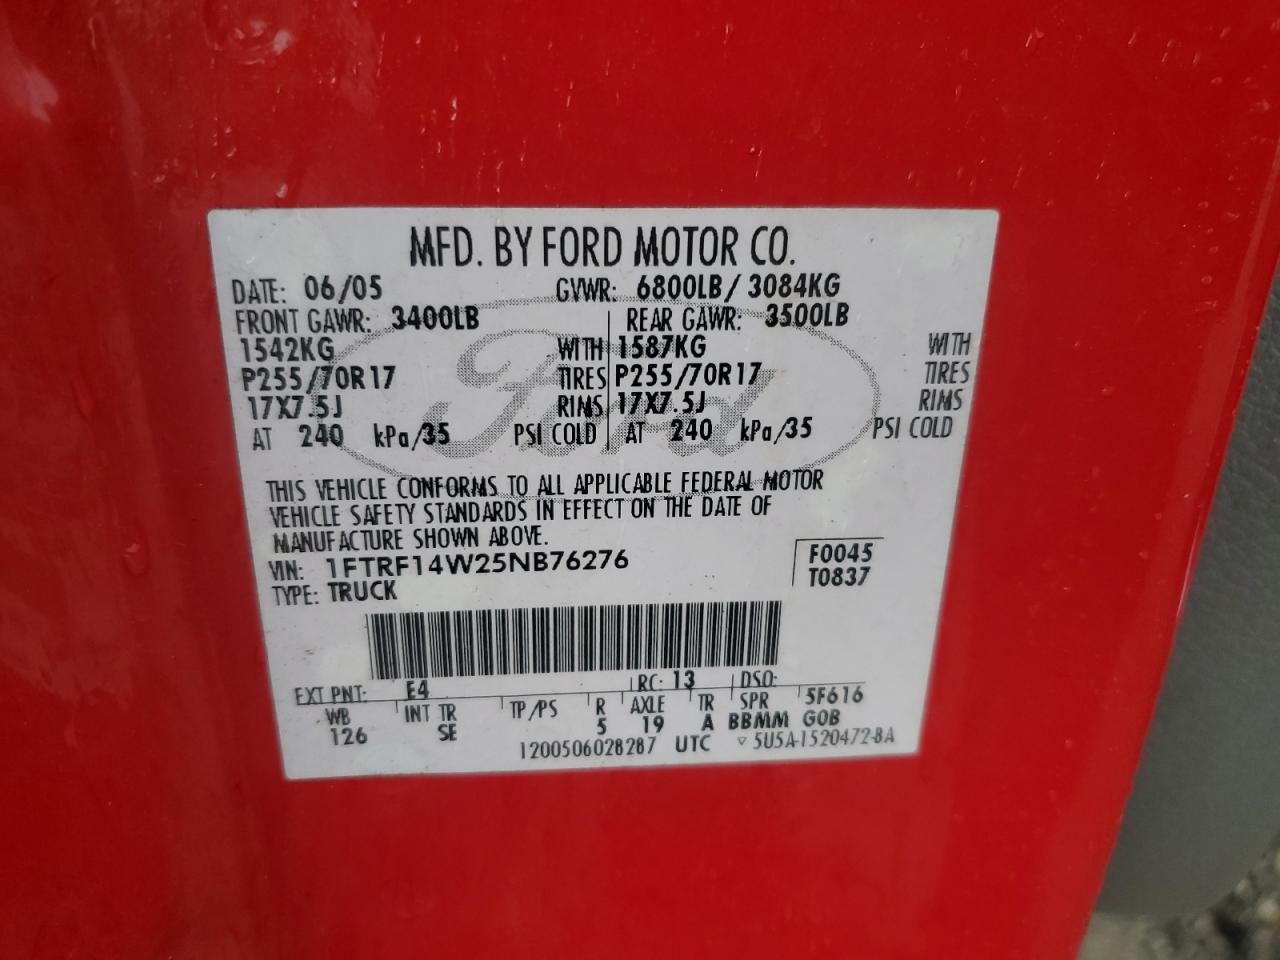 MFD. BY FORD MOTOR CO.
DATE: 06/05 GVWR: 6800LB/ 3084KG
FRONT GAWR: 3400LB REAR GAWR: 3500LB
1542KG WITH 1587KG WITH
P255/70R17 TIRES P255/70R17 TIRES
17X7.5J RIMS 17X7.5J RIMS
AT 240 kPa/35 PSI COLD AT 240 kPa/35 PSI COLD
Ford
THIS VEHICLE CONFORMS TO ALL APPLICABLE FEDERAL MOTOR
VEHICLE SAFETY STANDARDS IN EFFECT ON THE DATE OF
MANUFACTURE SHOWN ABOVE.
VIN: 1FTRF14W25NB76276 F0045
TYPE: TRUCK T0837
EXT PNT: E4 RC: 13 DSO:
WB INT TR TP/PS R AXLE TR SPR 5F616
126 SE 5 19 A BBMM GOB
1200506028287 UTC ▽ 5U5A-1520472-BA